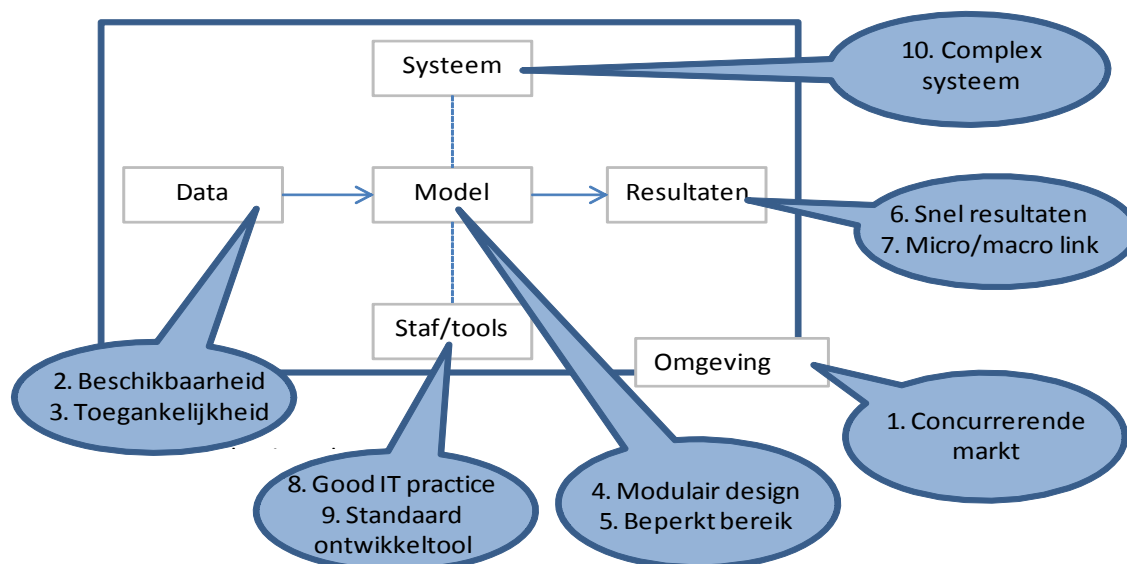 Systeem
10. Complex
systeem
Data
Model
Resultaten
6. Snel resultaten
7. Micro/macro link
Staf/tools
Omgeving
2. Beschikbaarheid
3. Toegankelijkheid
1. Concurrerende
markt
8. Good IT practice
9. Standaard
ontwikkeltool
4. Modulair design
5. Beperkt bereik